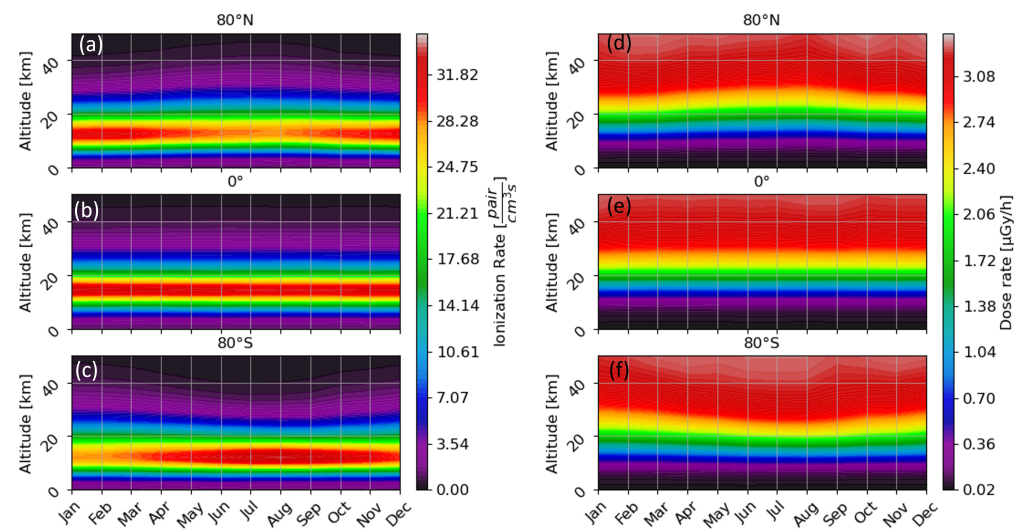 80°N
(a)
Altitude [km]
40
20
0
0°
(b)
Altitude [km]
40
20
0
80°S
(c)
Altitude [km]
40
20
0
Jan Feb Mar Apr May Jun Jul Aug Sep Oct Nov Dec
31.82
28.28
24.75
21.21
17.68
14.14
10.61
7.07
3.54
0.00
Ionization Rate [pair/cm³s]
80°N
(d)
Altitude [km]
40
20
0
0°
(e)
Altitude [km]
40
20
0
80°S
(f)
Altitude [km]
40
20
0
Jan Feb Mar Apr May Jun Jul Aug Sep Oct Nov Dec
3.08
2.74
2.40
2.06
1.72
1.38
1.04
0.70
0.36
0.02
Dose rate [μGy/h]